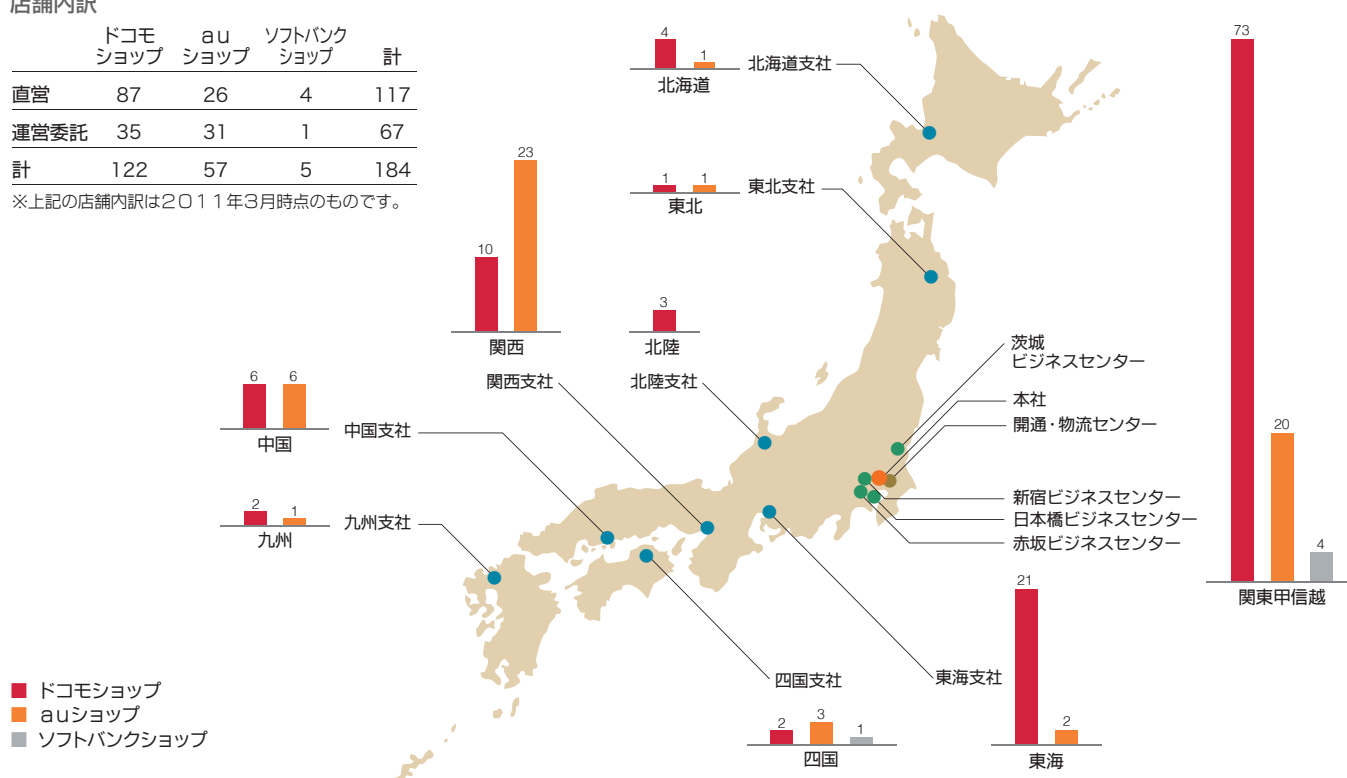 店舗内訳
ドコモ au ソフトバンク
ショップ ショップ ショップ 計
直営 87 26 4 117
運営委託 35 31 1 67
計 122 57 5 184
※上記の店舗内訳は2011年3月時点のものです。
4 1
北海道
北海道支社
1 1
東北
東北支社
10 23
関西
関西支社
3
北陸
北陸支社
6 6
中国
中国支社
2 1
九州
九州支社
茨城
ビジネスセンター
本社
開通・物流センター
新宿ビジネスセンター
日本橋ビジネスセンター
赤坂ビジネスセンター
73 20 4
関東甲信越
21 2
東海
東海支社
四国支社
2 3 1
四国
ドコモショップ
auショップ
ソフトバンクショップ